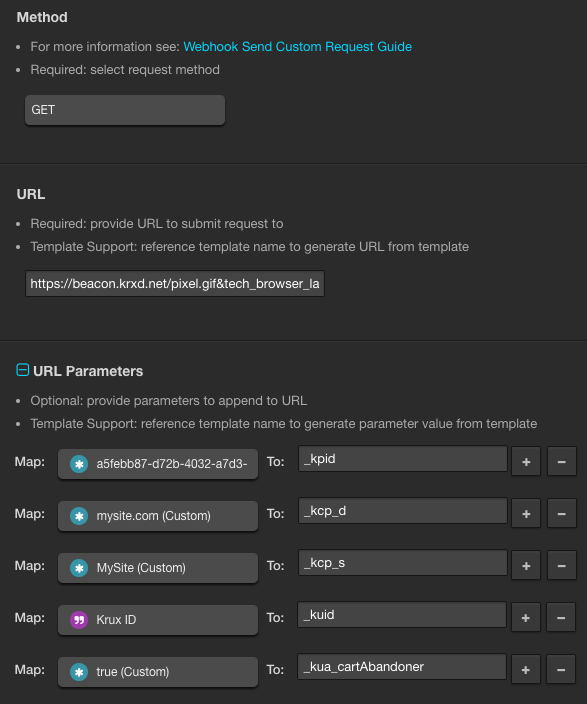 Method
• For more information see: Webhook Send Custom Request Guide
• Required: select request method
GET
URL
• Required: provide URL to submit request to
• Template Support: reference template name to generate URL from template
https://beacon.krxd.net/pixel.gif&tech_browser_la
URL Parameters
• Optional: provide parameters to append to URL
• Template Support: reference template name to generate parameter value from template
Map: a5febb87-d72b-4032-a7d3- To: _kpid + −
Map: mysite.com (Custom) To: _kcp_d + −
Map: MySite (Custom) To: _kcp_s + −
Map: Krux ID To: _kuid + −
Map: true (Custom) To: _kua_cartAbandoner + −